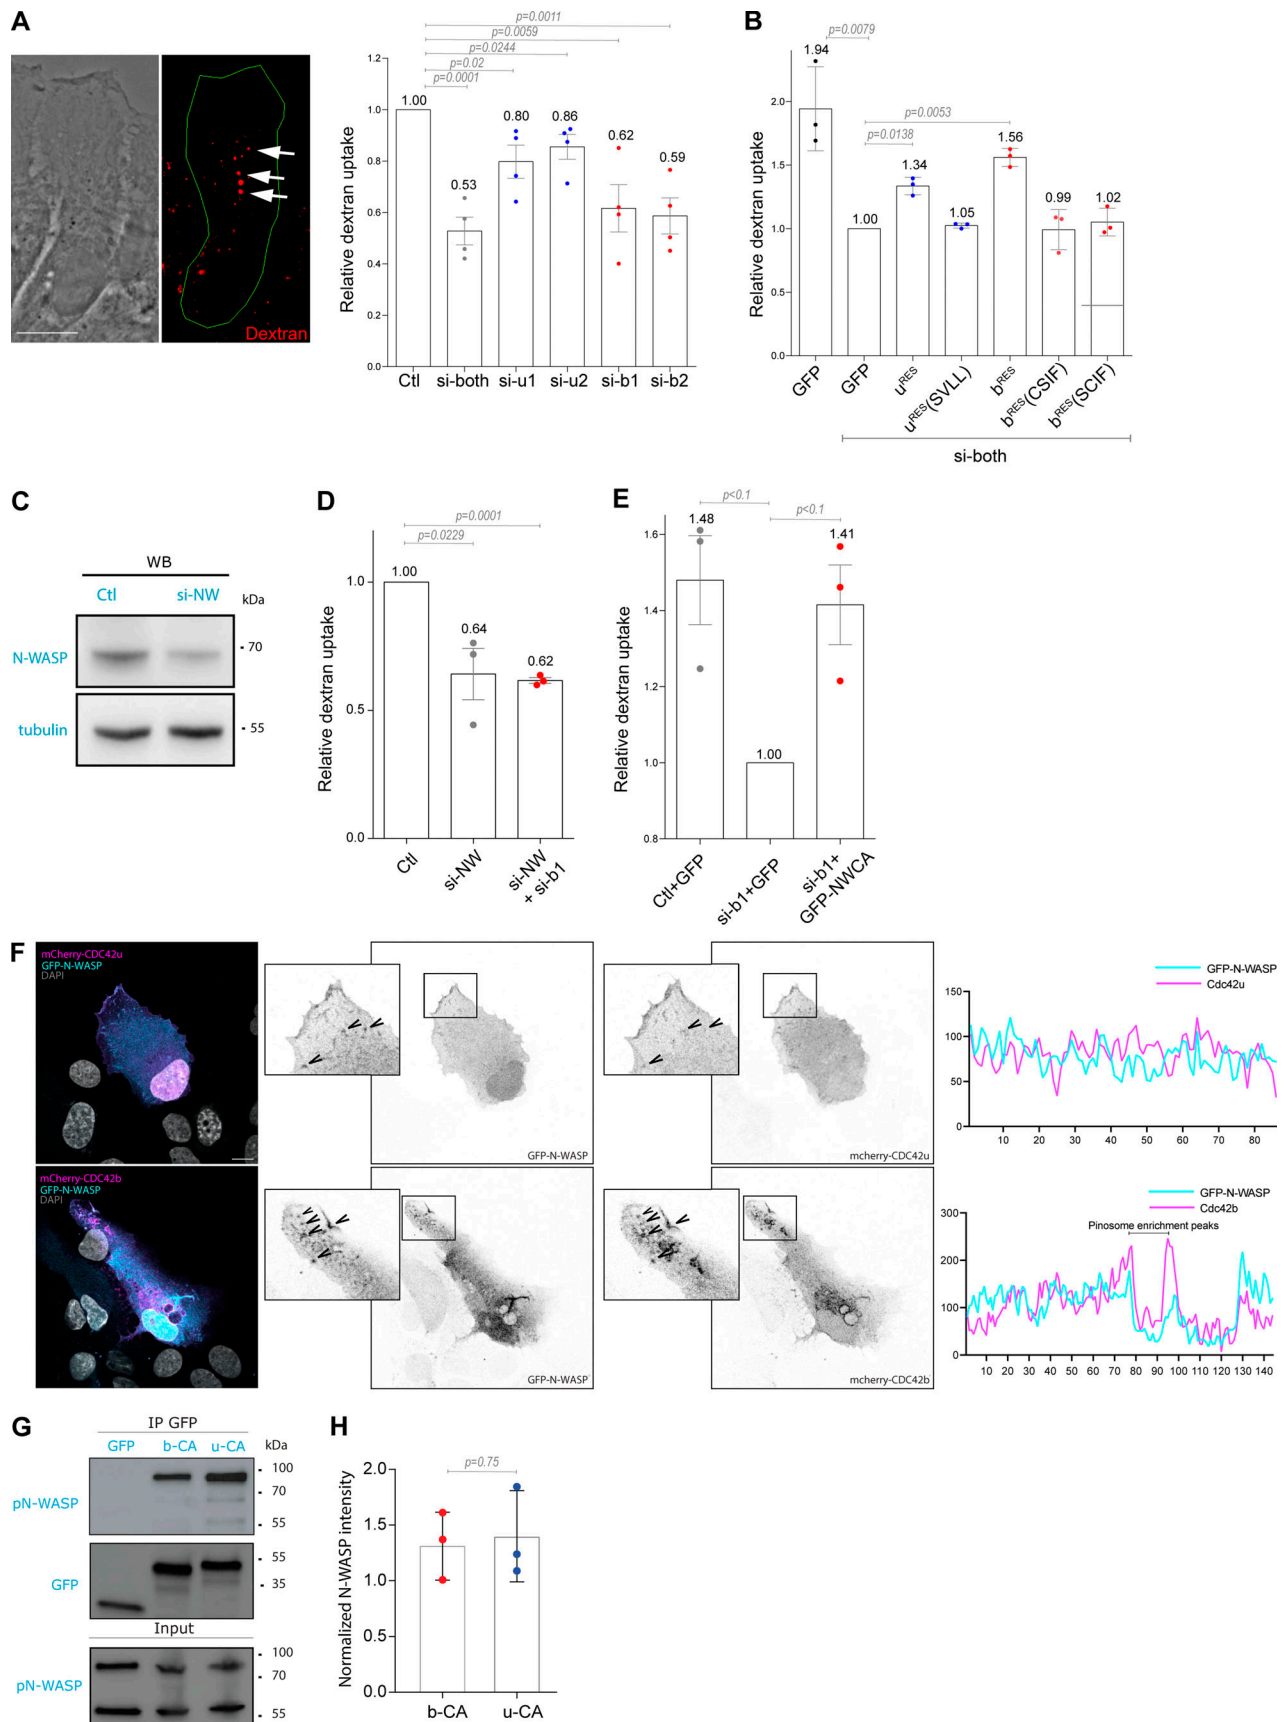 A
Dextran
p=0.0011
p=0.0059
p=0.0244
p=0.02
p=0.0001
Relative dextran uptake
1.2
1.0
0.8
0.6
0.4
0.2
0.0
1.00
0.53
0.80
0.86
0.62
0.59
Ctl si-both si-u1 si-u2 si-b1 si-b2
B
p=0.0079
p=0.0053
p=0.0138
Relative dextran uptake
2.0
1.5
1.0
0.5
0.0
1.94
1.00
1.34
1.05
1.56
0.99
1.02
GFP
GFP
uRES
uRES(SVLL)
bRES
bRES(CSIF)
bRES(SCIF)
si-both
C
WB
Ctl si-NW kDa
N-WASP
- 70
tubulin
- 55
D
p=0.0001
p=0.0229
Relative dextran uptake
1.0
0.5
0.0
1.00
0.64
0.62
Ctl
si-NW
si-NW
+ si-b1
E
p<0.1
p<0.1
Relative dextran uptake
1.6
1.4
1.2
1.0
0.8
1.48
1.00
1.41
Ctl+GFP
si-b1+GFP
si-b1+
GFP-NWCA
F
mCherry-CDC42u
GFP-N-WASP
DAPI
GFP-N-WASP
mcherry-CDC42u
GFP-N-WASP
Cdc42u
150
100
50
0
10 20 30 40 50 60 70 80
mCherry-CDC42b
GFP-N-WASP
DAPI
GFP-N-WASP
mcherry-CDC42b
GFP-N-WASP
Cdc42b
Pinosome enrichment peaks
300
200
100
0
10 20 30 40 50 60 70 80 90 100 110 120 130 140
G
IP GFP
GFP b-CA u-CA kDa
pN-WASP
- 100
- 70
- 55
GFP
- 55
- 35
Input
pN-WASP
- 100
- 70
- 55
H
p=0.75
Normalized N-WASP intensity
2.0
1.5
1.0
0.5
0.0
b-CA u-CA